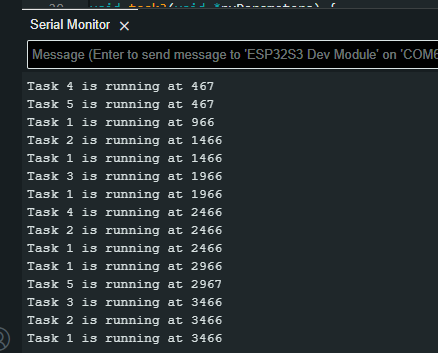 Serial Monitor ×
Message (Enter to send message to 'ESP32S3 Dev Module' on 'COM6
Task 4 is running at 467
Task 5 is running at 467
Task 1 is running at 966
Task 2 is running at 1466
Task 1 is running at 1466
Task 3 is running at 1966
Task 1 is running at 1966
Task 4 is running at 2466
Task 2 is running at 2466
Task 1 is running at 2466
Task 1 is running at 2966
Task 5 is running at 2967
Task 3 is running at 3466
Task 2 is running at 3466
Task 1 is running at 3466